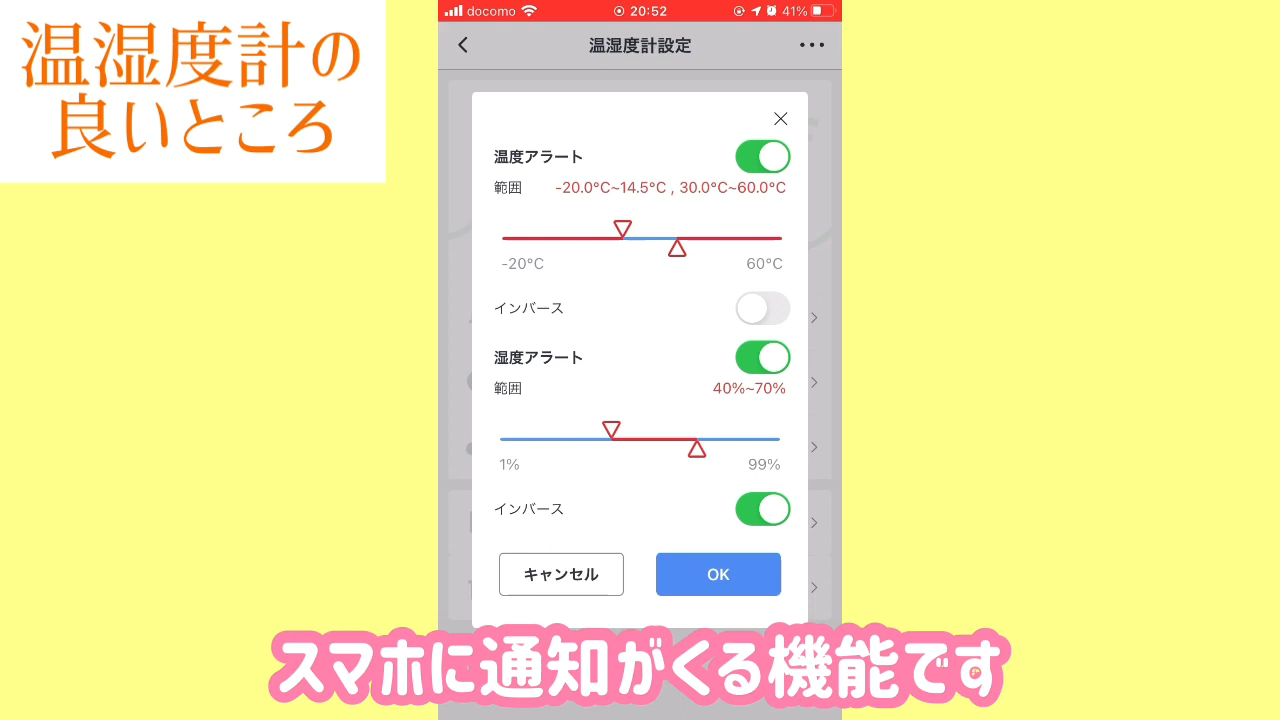 温湿度計の
良いところ
docomo 20:52 41%
温湿度計設定
温度アラート
範囲 -20.0°C~14.5°C , 30.0°C~60.0°C
-20°C 60°C
インバース
湿度アラート
範囲 40%~70%
1% 99%
インバース
キャンセル OK
スマホに通知がくる機能です